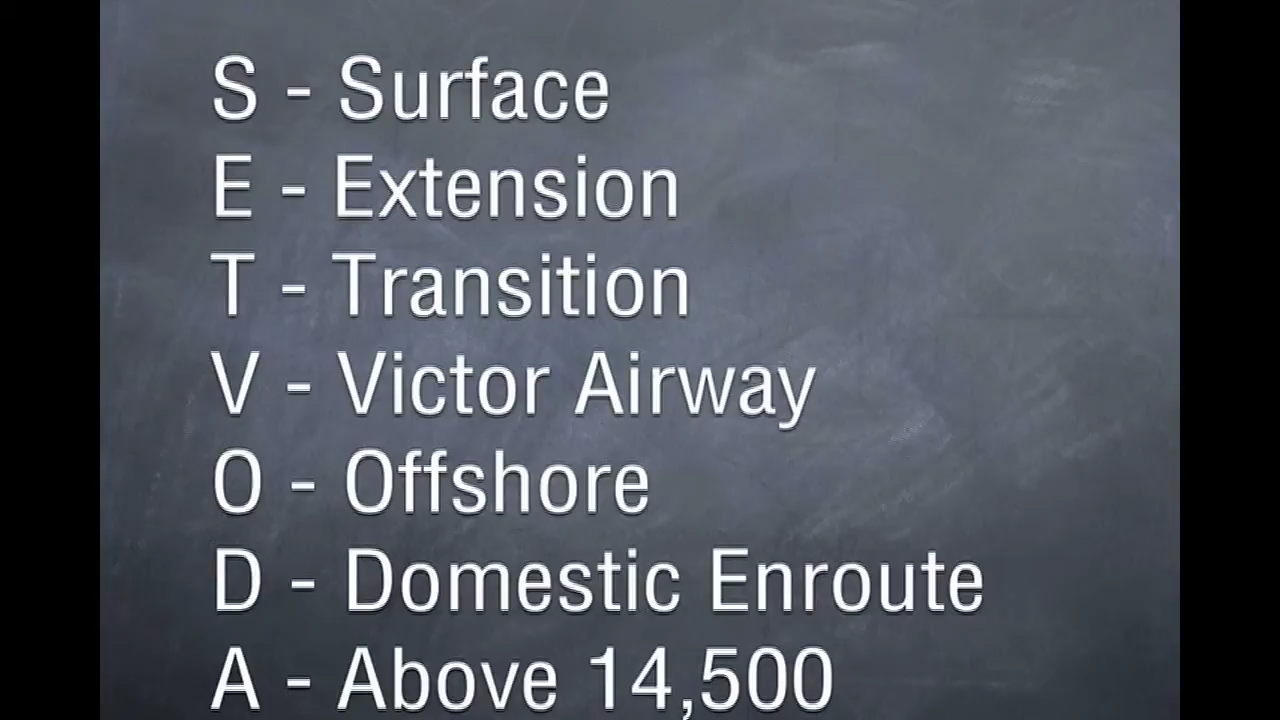 S - Surface
E - Extension
T - Transition
V - Victor Airway
O - Offshore
D - Domestic Enroute
A - Above 14,500